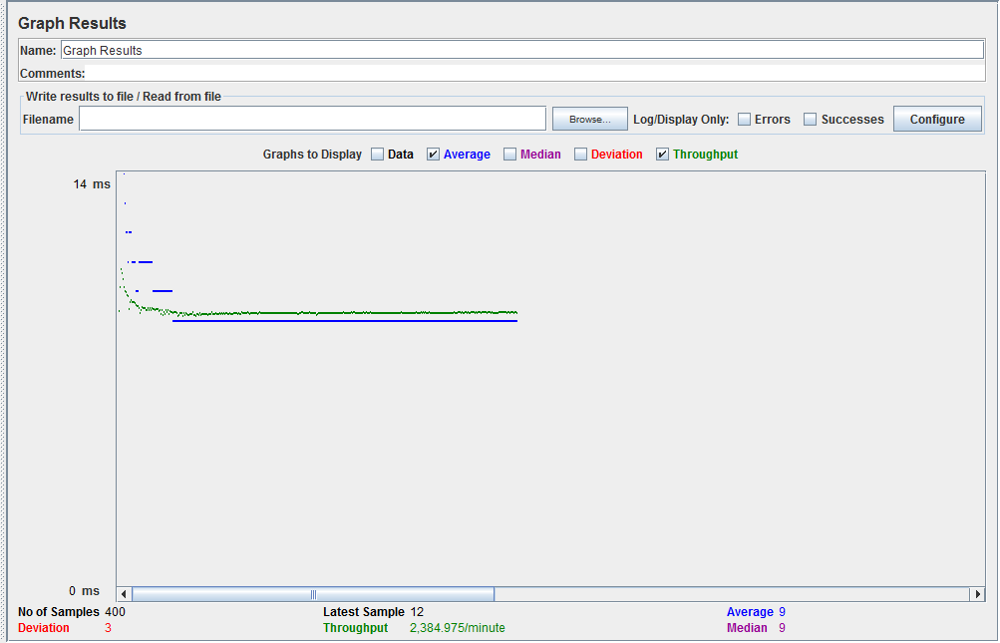 Graph Results
Name: Graph Results
Comments:
Write results to file / Read from file
Filename Browse... Log/Display Only: Errors Successes Configure
Graphs to Display Data Average Median Deviation Throughput
14 ms
0 ms
No of Samples 400 Latest Sample 12 Average 9
Deviation 3 Throughput 2,384.975/minute Median 9